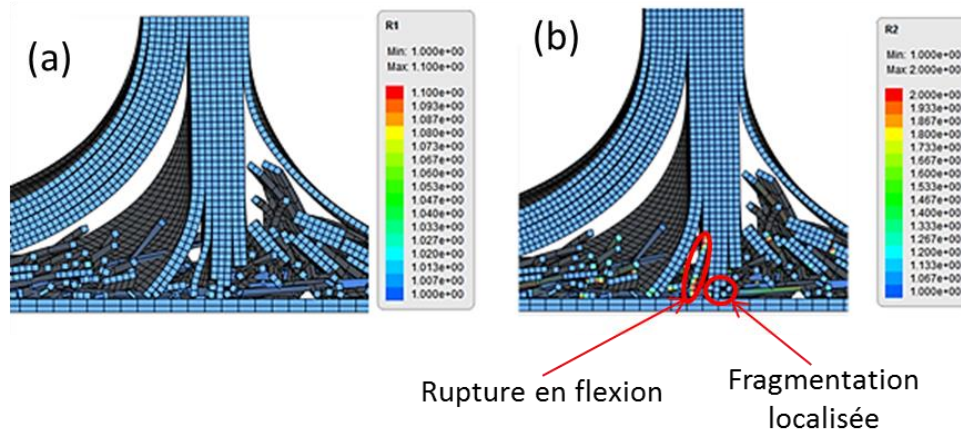 (a)
R1
Min: 1.000e+00
Max: 1.100e+00
1.100e+00
1.093e+00
1.087e+00
1.080e+00
1.073e+00
1.067e+00
1.060e+00
1.053e+00
1.047e+00
1.040e+00
1.033e+00
1.027e+00
1.020e+00
1.013e+00
1.007e+00
1.000e+00
(b)
R2
Min: 1.000e+00
Max: 2.000e+00
2.000e+00
1.933e+00
1.867e+00
1.800e+00
1.733e+00
1.667e+00
1.600e+00
1.533e+00
1.467e+00
1.400e+00
1.333e+00
1.267e+00
1.200e+00
1.133e+00
1.067e+00
1.000e+00
Rupture en flexion
Fragmentation
localisée